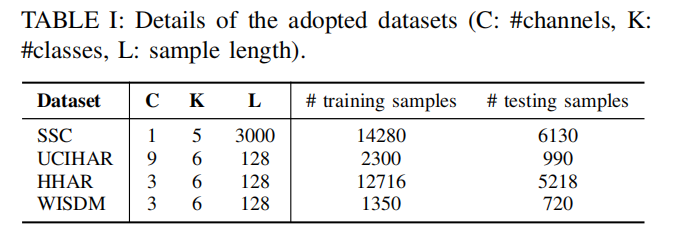 TABLE I: Details of the adopted datasets (C: #channels, K:
#classes, L: sample length).
Dataset C K L # training samples # testing samples
SSC 1 5 3000 14280 6130
UCIHAR 9 6 128 2300 990
HHAR 3 6 128 12716 5218
WISDM 3 6 128 1350 720